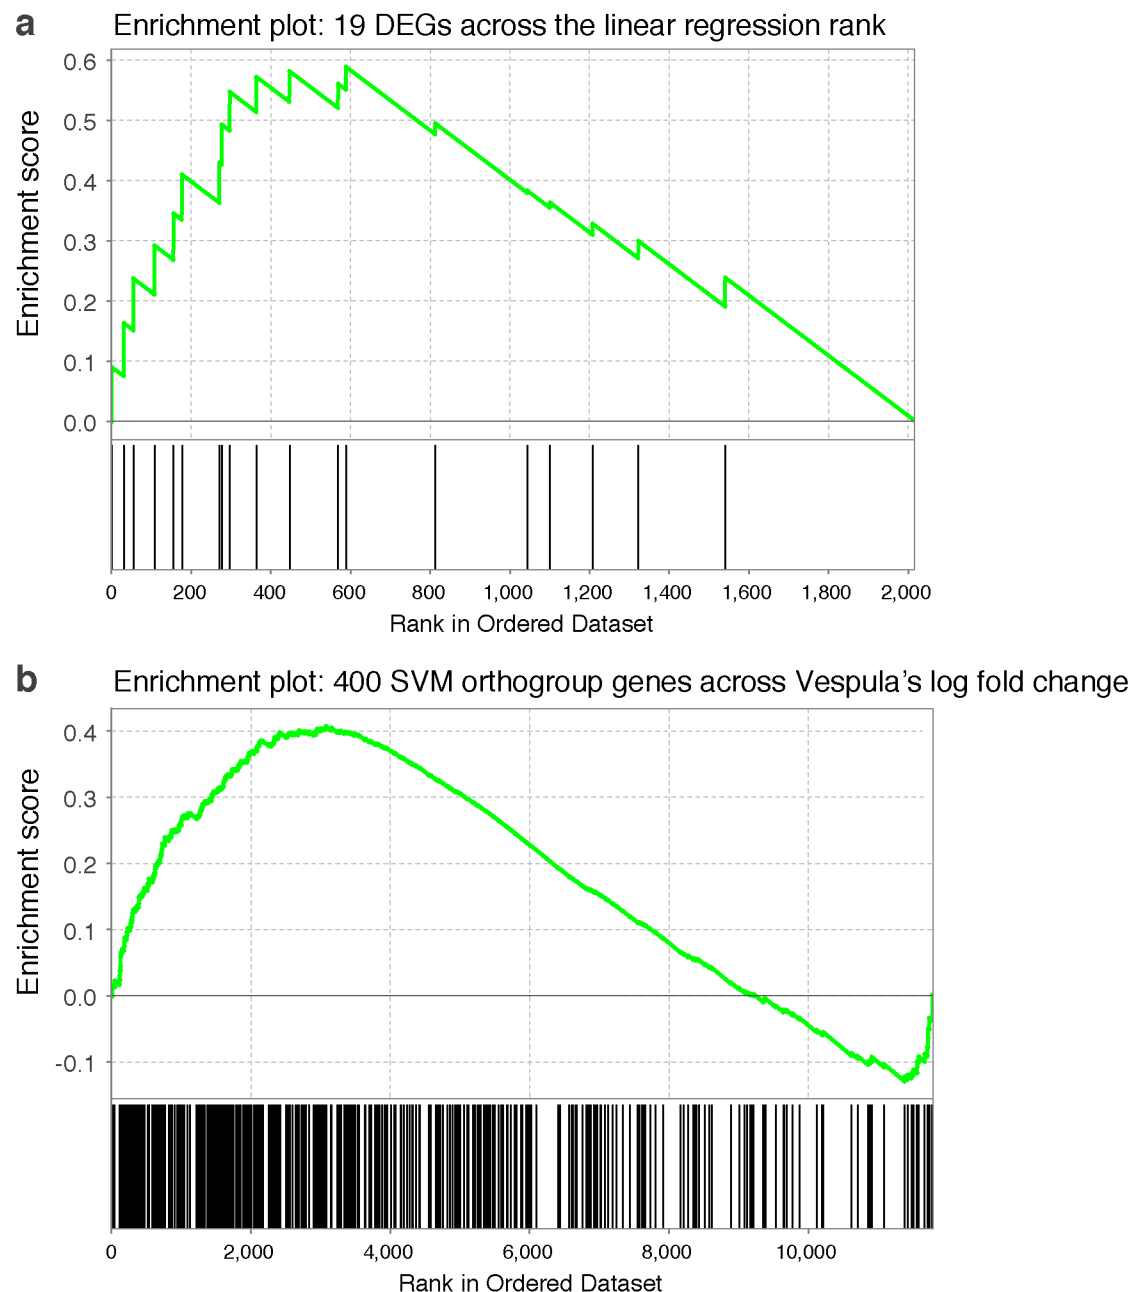 a
Enrichment plot: 19 DEGs across the linear regression rank
Enrichment score
0.6
0.5
0.4
0.3
0.2
0.1
0.0
0 200 400 600 800 1,000 1,200 1,400 1,600 1,800 2,000
Rank in Ordered Dataset
b
Enrichment plot: 400 SVM orthogroup genes across Vespula’s log fold change
Enrichment score
0.4
0.3
0.2
0.1
0.0
-0.1
0 2,000 4,000 6,000 8,000 10,000
Rank in Ordered Dataset